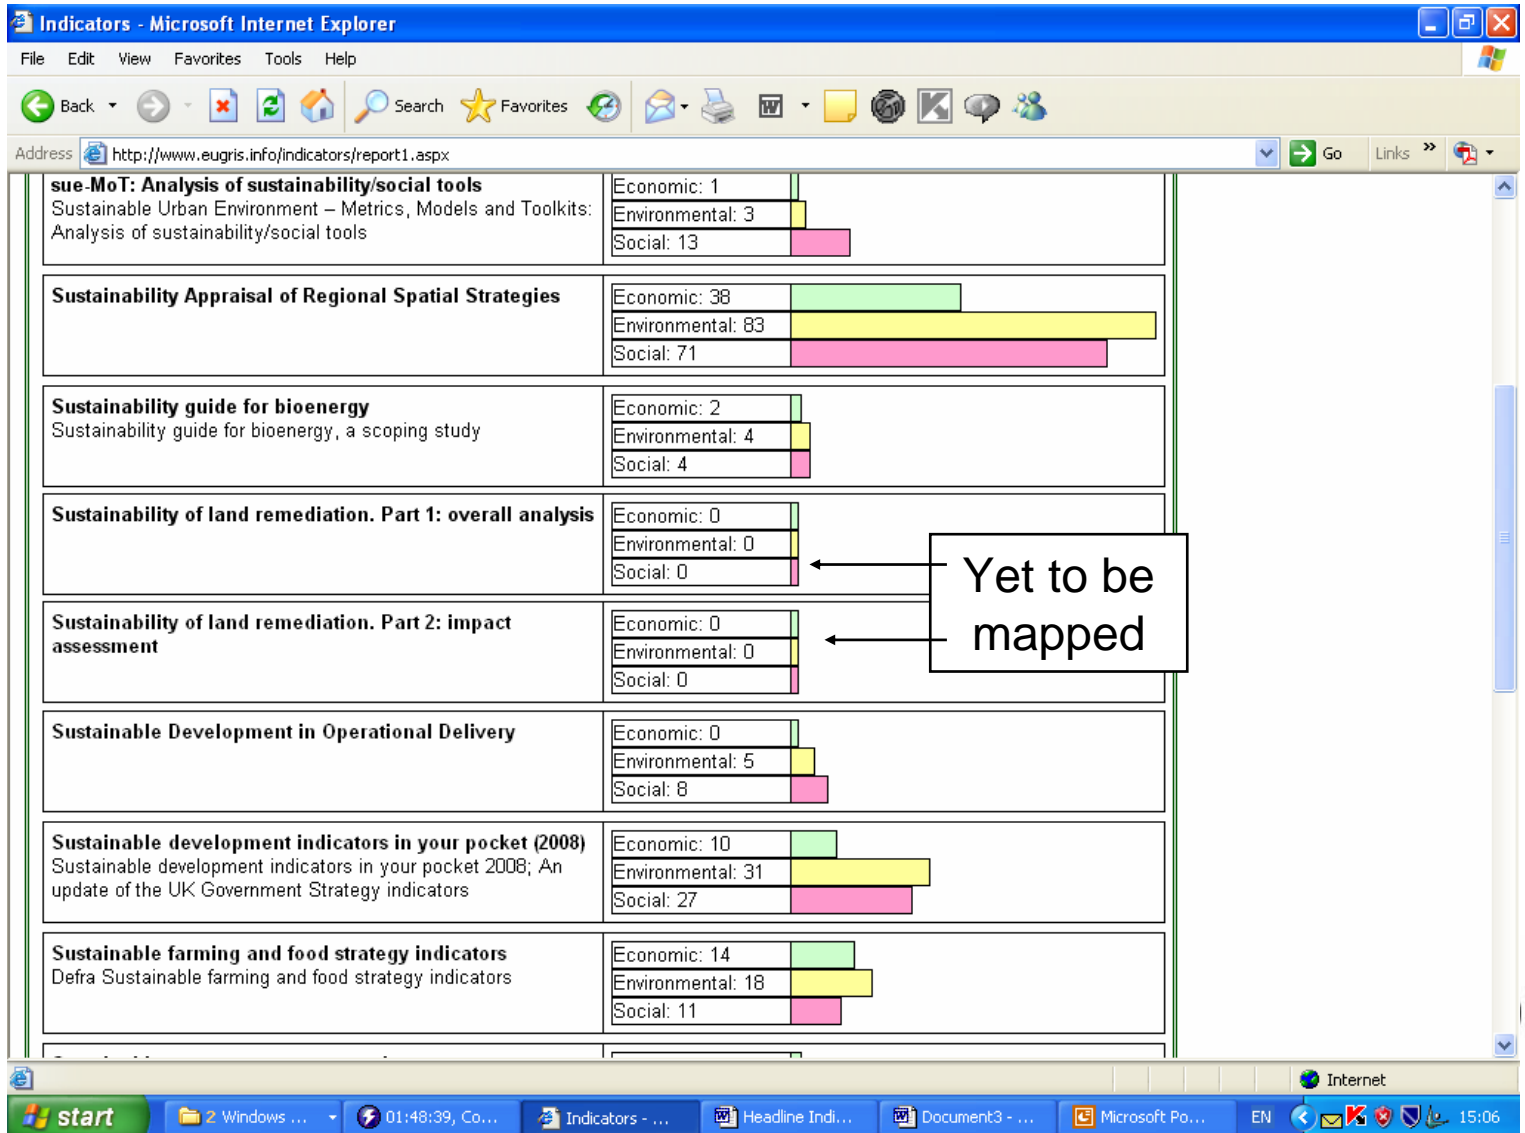 Indicators - Microsoft Internet Explorer
File Edit View Favorites Tools Help
Back Search Favorites
Address http://www.eugris.info/indicators/report1.aspx Go Links »
sue-MoT: Analysis of sustainability/social tools
Sustainable Urban Environment – Metrics, Models and Toolkits:
Analysis of sustainability/social tools
Economic: 1
Environmental: 3
Social: 13
Sustainability Appraisal of Regional Spatial Strategies
Economic: 38
Environmental: 83
Social: 71
Sustainability guide for bioenergy
Sustainability guide for bioenergy, a scoping study
Economic: 2
Environmental: 4
Social: 4
Sustainability of land remediation. Part 1: overall analysis
Economic: 0
Environmental: 0
Social: 0
Yet to be
mapped
Sustainability of land remediation. Part 2: impact
assessment
Economic: 0
Environmental: 0
Social: 0
Sustainable Development in Operational Delivery
Economic: 0
Environmental: 5
Social: 8
Sustainable development indicators in your pocket (2008)
Sustainable development indicators in your pocket 2008; An
update of the UK Government Strategy indicators
Economic: 10
Environmental: 31
Social: 27
Sustainable farming and food strategy indicators
Defra Sustainable farming and food strategy indicators
Economic: 14
Environmental: 18
Social: 11
Internet
start 2 Windows ... 01:48:39, Co... Indicators - ... Headline Indi... Document3 - ... Microsoft Po... EN 15:06